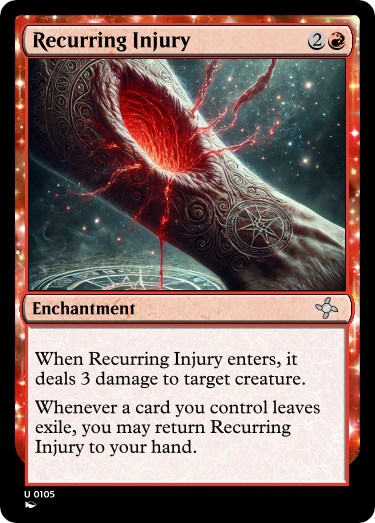 Recurring Injury 2
Enchantment
When Recurring Injury enters, it
deals 3 damage to target creature.
Whenever a card you control leaves
exile, you may return Recurring
Injury to your hand.
U 0105